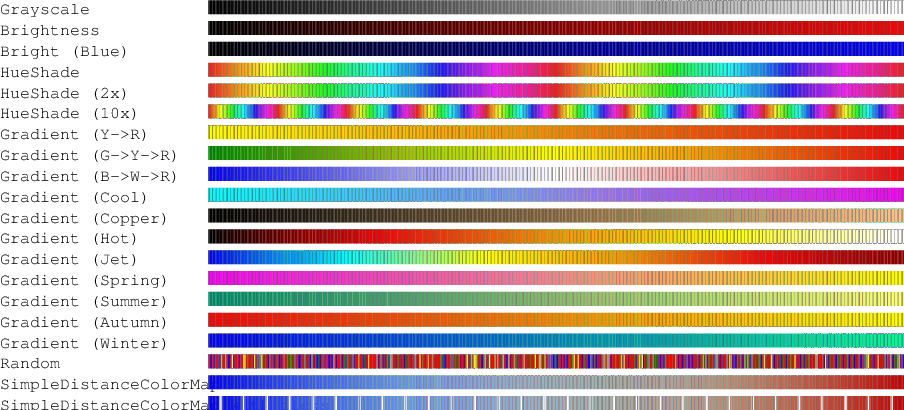 Grayscale
Brightness
Bright (Blue)
HueShade
HueShade (2x)
HueShade (10x)
Gradient (Y->R)
Gradient (G->Y->R)
Gradient (B->W->R)
Gradient (Cool)
Gradient (Copper)
Gradient (Hot)
Gradient (Jet)
Gradient (Spring)
Gradient (Summer)
Gradient (Autumn)
Gradient (Winter)
Random
SimpleDistanceColorMap
SimpleDistanceColorMa